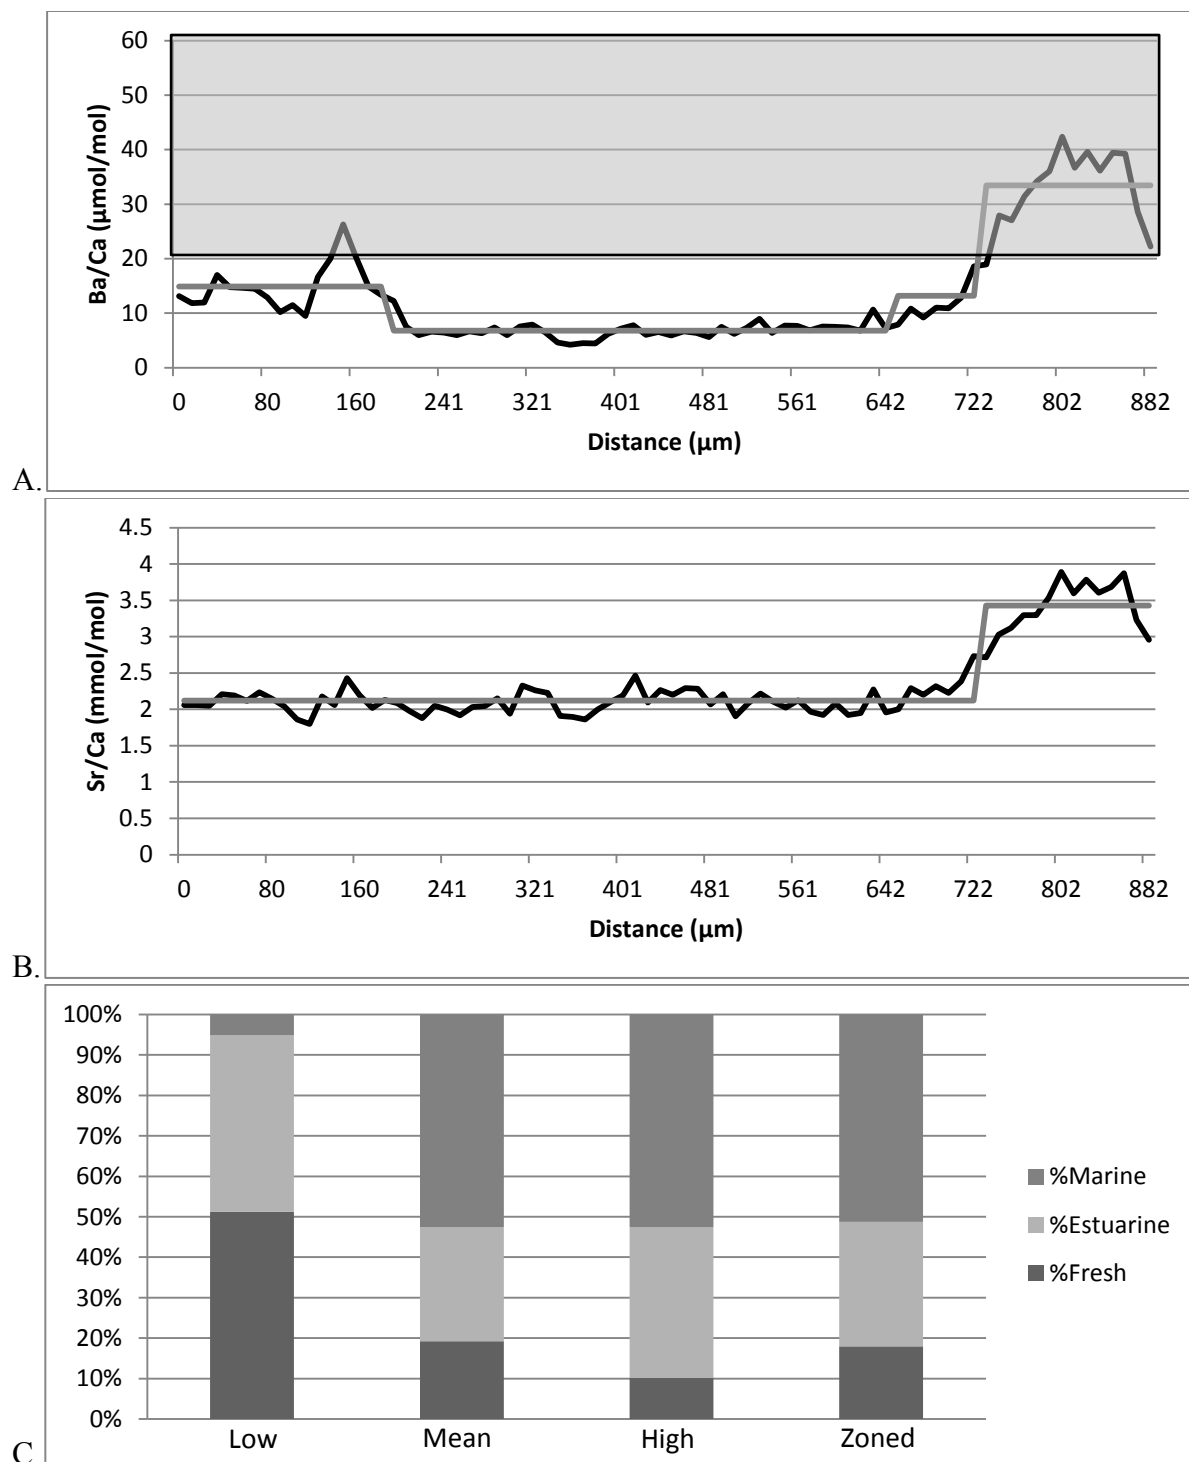 60
50
40
30
20
10
0
Ba/Ca (µmol/mol)
0 80 160 241 321 401 481 561 642 722 802 882
Distance (µm)
A.
4.5
4
3.5
3
2.5
2
1.5
1
0.5
0
Sr/Ca (mmol/mol)
0 80 160 241 321 401 481 561 642 722 802 882
Distance (µm)
B.
100%
90%
80%
70%
60%
50%
40%
30%
20%
10%
0%
Low Mean High Zoned
%Marine
%Estuarine
%Fresh
C